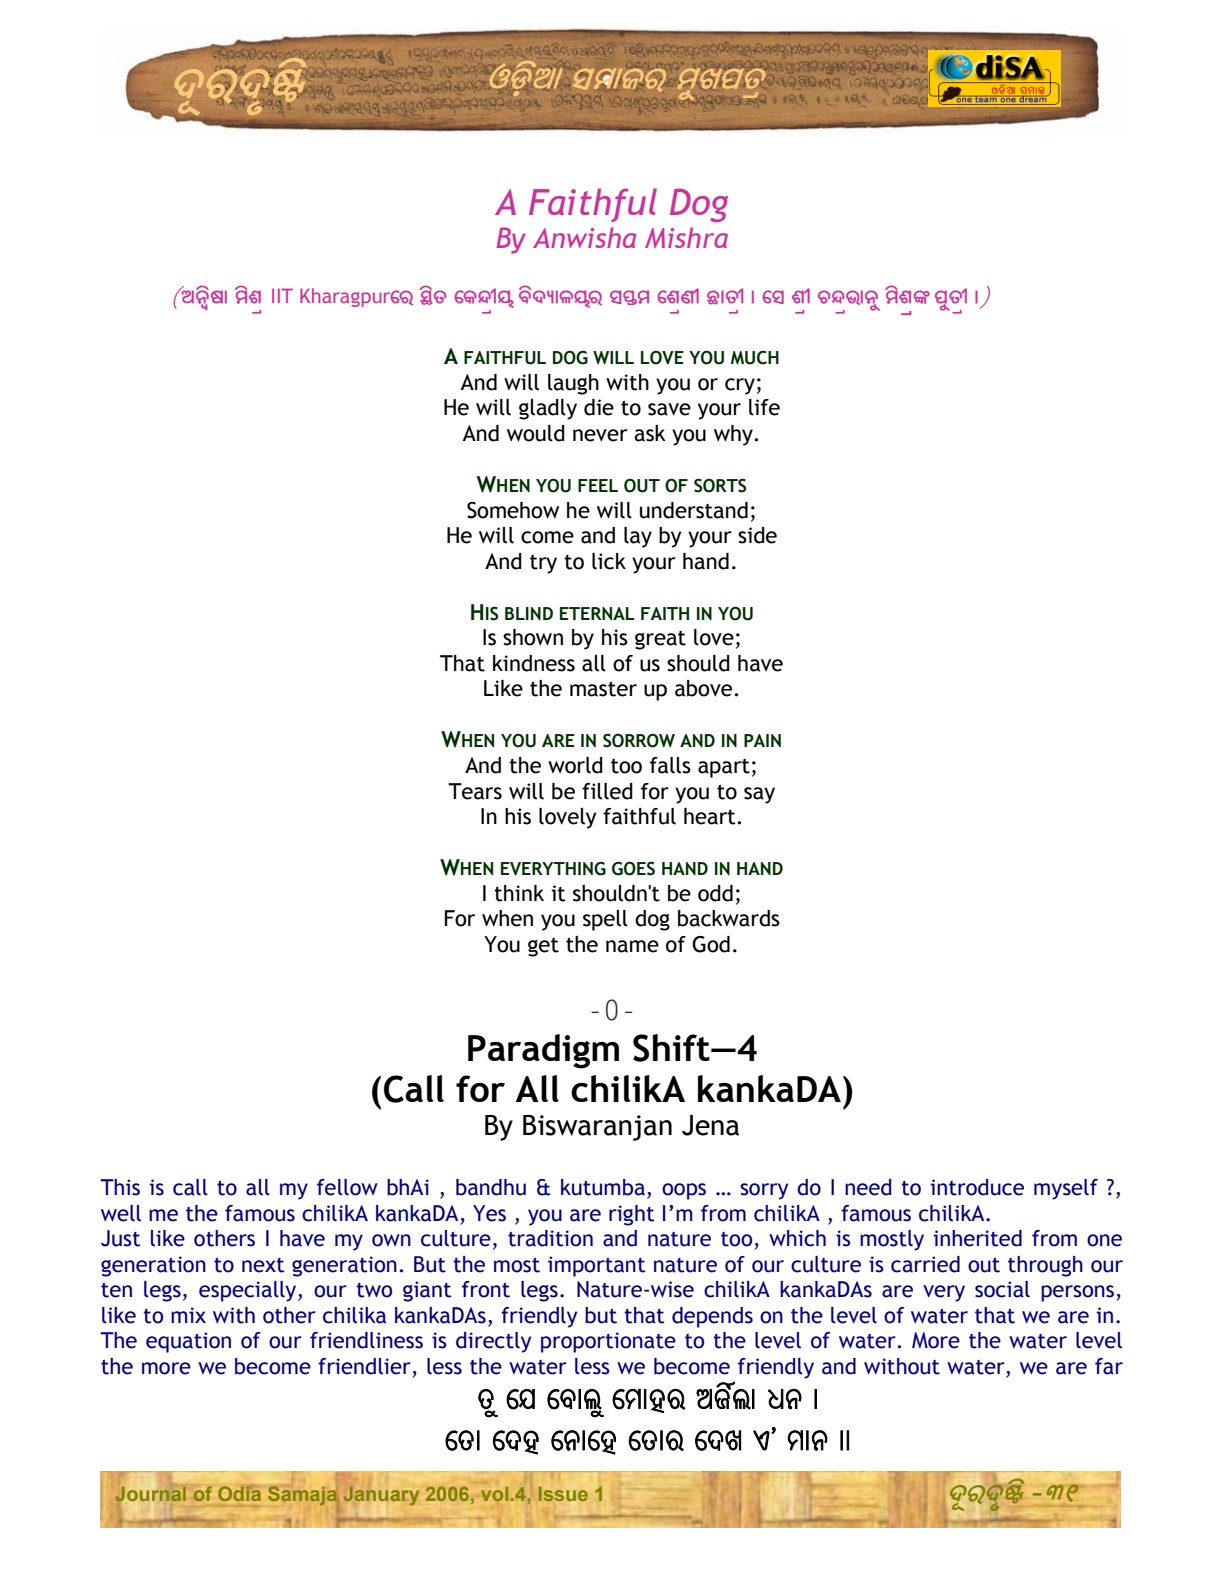 ଦୂରଦୃଷ୍ଟି ଓଡ଼ିଆ ସମାଜର ମୁଖପତ୍ର
diSA
ଓଡ଼ିଆ ସମାଜ
one team one dream
A Faithful Dog
By Anwisha Mishra
(ଅନ୍ୱିଷା ମିଶ୍ର IIT Kharagpurରେ ସ୍ଥିତ କେନ୍ଦ୍ରୀୟ ବିଦ୍ୟାଳୟର ସପ୍ତମ ଶ୍ରେଣୀ ଛାତ୍ରୀ । ସେ ଶ୍ରୀ ଚନ୍ଦ୍ରଭାନୁ ମିଶ୍ରଙ୍କ ପୁତ୍ରୀ ।)
A FAITHFUL DOG WILL LOVE YOU MUCH
And will laugh with you or cry;
He will gladly die to save your life
And would never ask you why.
WHEN YOU FEEL OUT OF SORTS
Somehow he will understand;
He will come and lay by your side
And try to lick your hand.
HIS BLIND ETERNAL FAITH IN YOU
Is shown by his great love;
That kindness all of us should have
Like the master up above.
WHEN YOU ARE IN SORROW AND IN PAIN
And the world too falls apart;
Tears will be filled for you to say
In his lovely faithful heart.
WHEN EVERYTHING GOES HAND IN HAND
I think it shouldn't be odd;
For when you spell dog backwards
You get the name of God.
- 0 -
Paradigm Shift—4
(Call for All chilikA kankaDA)
By Biswaranjan Jena
This is call to all my fellow bhAi , bandhu & kutumba, oops … sorry do I need to introduce myself ?,
well me the famous chilikA kankaDA, Yes , you are right I’m from chilikA , famous chilikA.
Just like others I have my own culture, tradition and nature too, which is mostly inherited from one
generation to next generation. But the most important nature of our culture is carried out through our
ten legs, especially, our two giant front legs. Nature-wise chilikA kankaDAs are very social persons,
like to mix with other chilika kankaDAs, friendly but that depends on the level of water that we are in.
The equation of our friendliness is directly proportionate to the level of water. More the water level
the more we become friendlier, less the water less we become friendly and without water, we are far
ତୁ ଯେ ବୋଲୁ ମୋହର ଅର୍ଜିଲା ଧନ ।
ତୋ ଦେହ ନୋହେ ତୋର ଦେଖ ଏ’ ମାନ ॥
Journal of Odia Samaja January 2006, vol.4, Issue 1 ଦୂରଦୃଷ୍ଟି -୩୧